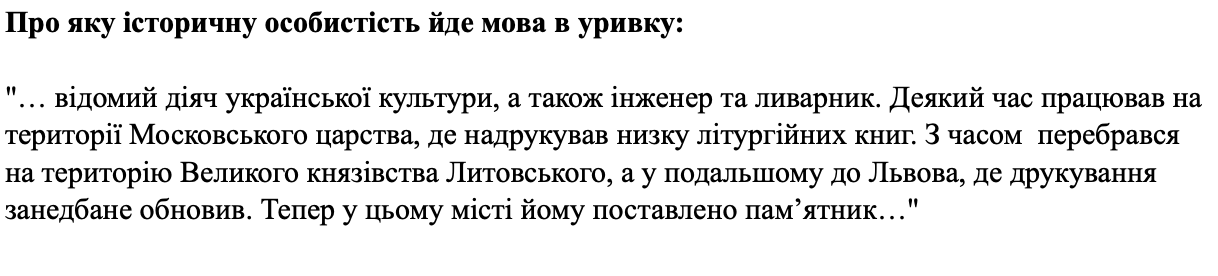 Про яку історичну особистість йде мова в уривку:
"… відомий діяч української культури, а також інженер та ливарник. Деякий час працював на
території Московського царства, де надрукував низку літургійних книг. З часом  перебрався
на територію Великого князівства Литовського, а у подальшому до Львова, де друкування
занедбане обновив. Тепер у цьому місті йому поставлено пам’ятник…"